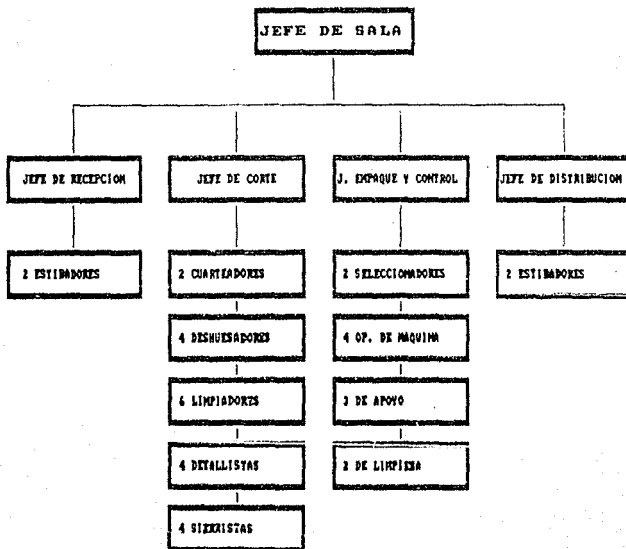 JEFE DE SALA
JEFE DE RECEPCION
JEFE DE CORTE
J. EMPAQUE Y CONTROL
JEFE DE DISTRIBUCION
2 ESTIBADORES
2 CUARTEADORES
2 SELECCIONADORES
2 ESTIBADORES
4 DESHUESADORES
4 OP. DE MAQUINA
6 LIMPIADORES
3 DE APOYO
4 DETALLISTAS
2 DE LIMPIEZA
4 SIERRISTAS